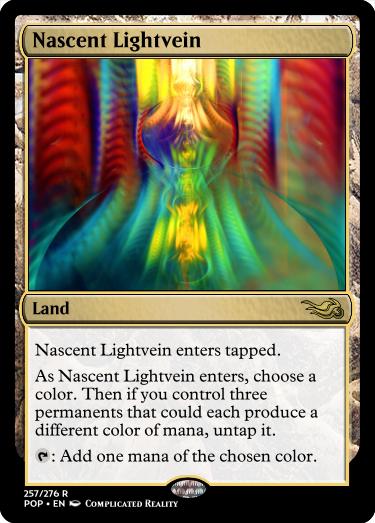 Nascent Lightvein
Land
Nascent Lightvein enters tapped.
As Nascent Lightvein enters, choose a
color. Then if you control three
permanents that could each produce a
different color of mana, untap it.
: Add one mana of the chosen color.
257/276 R
POP • EN Complicated Reality